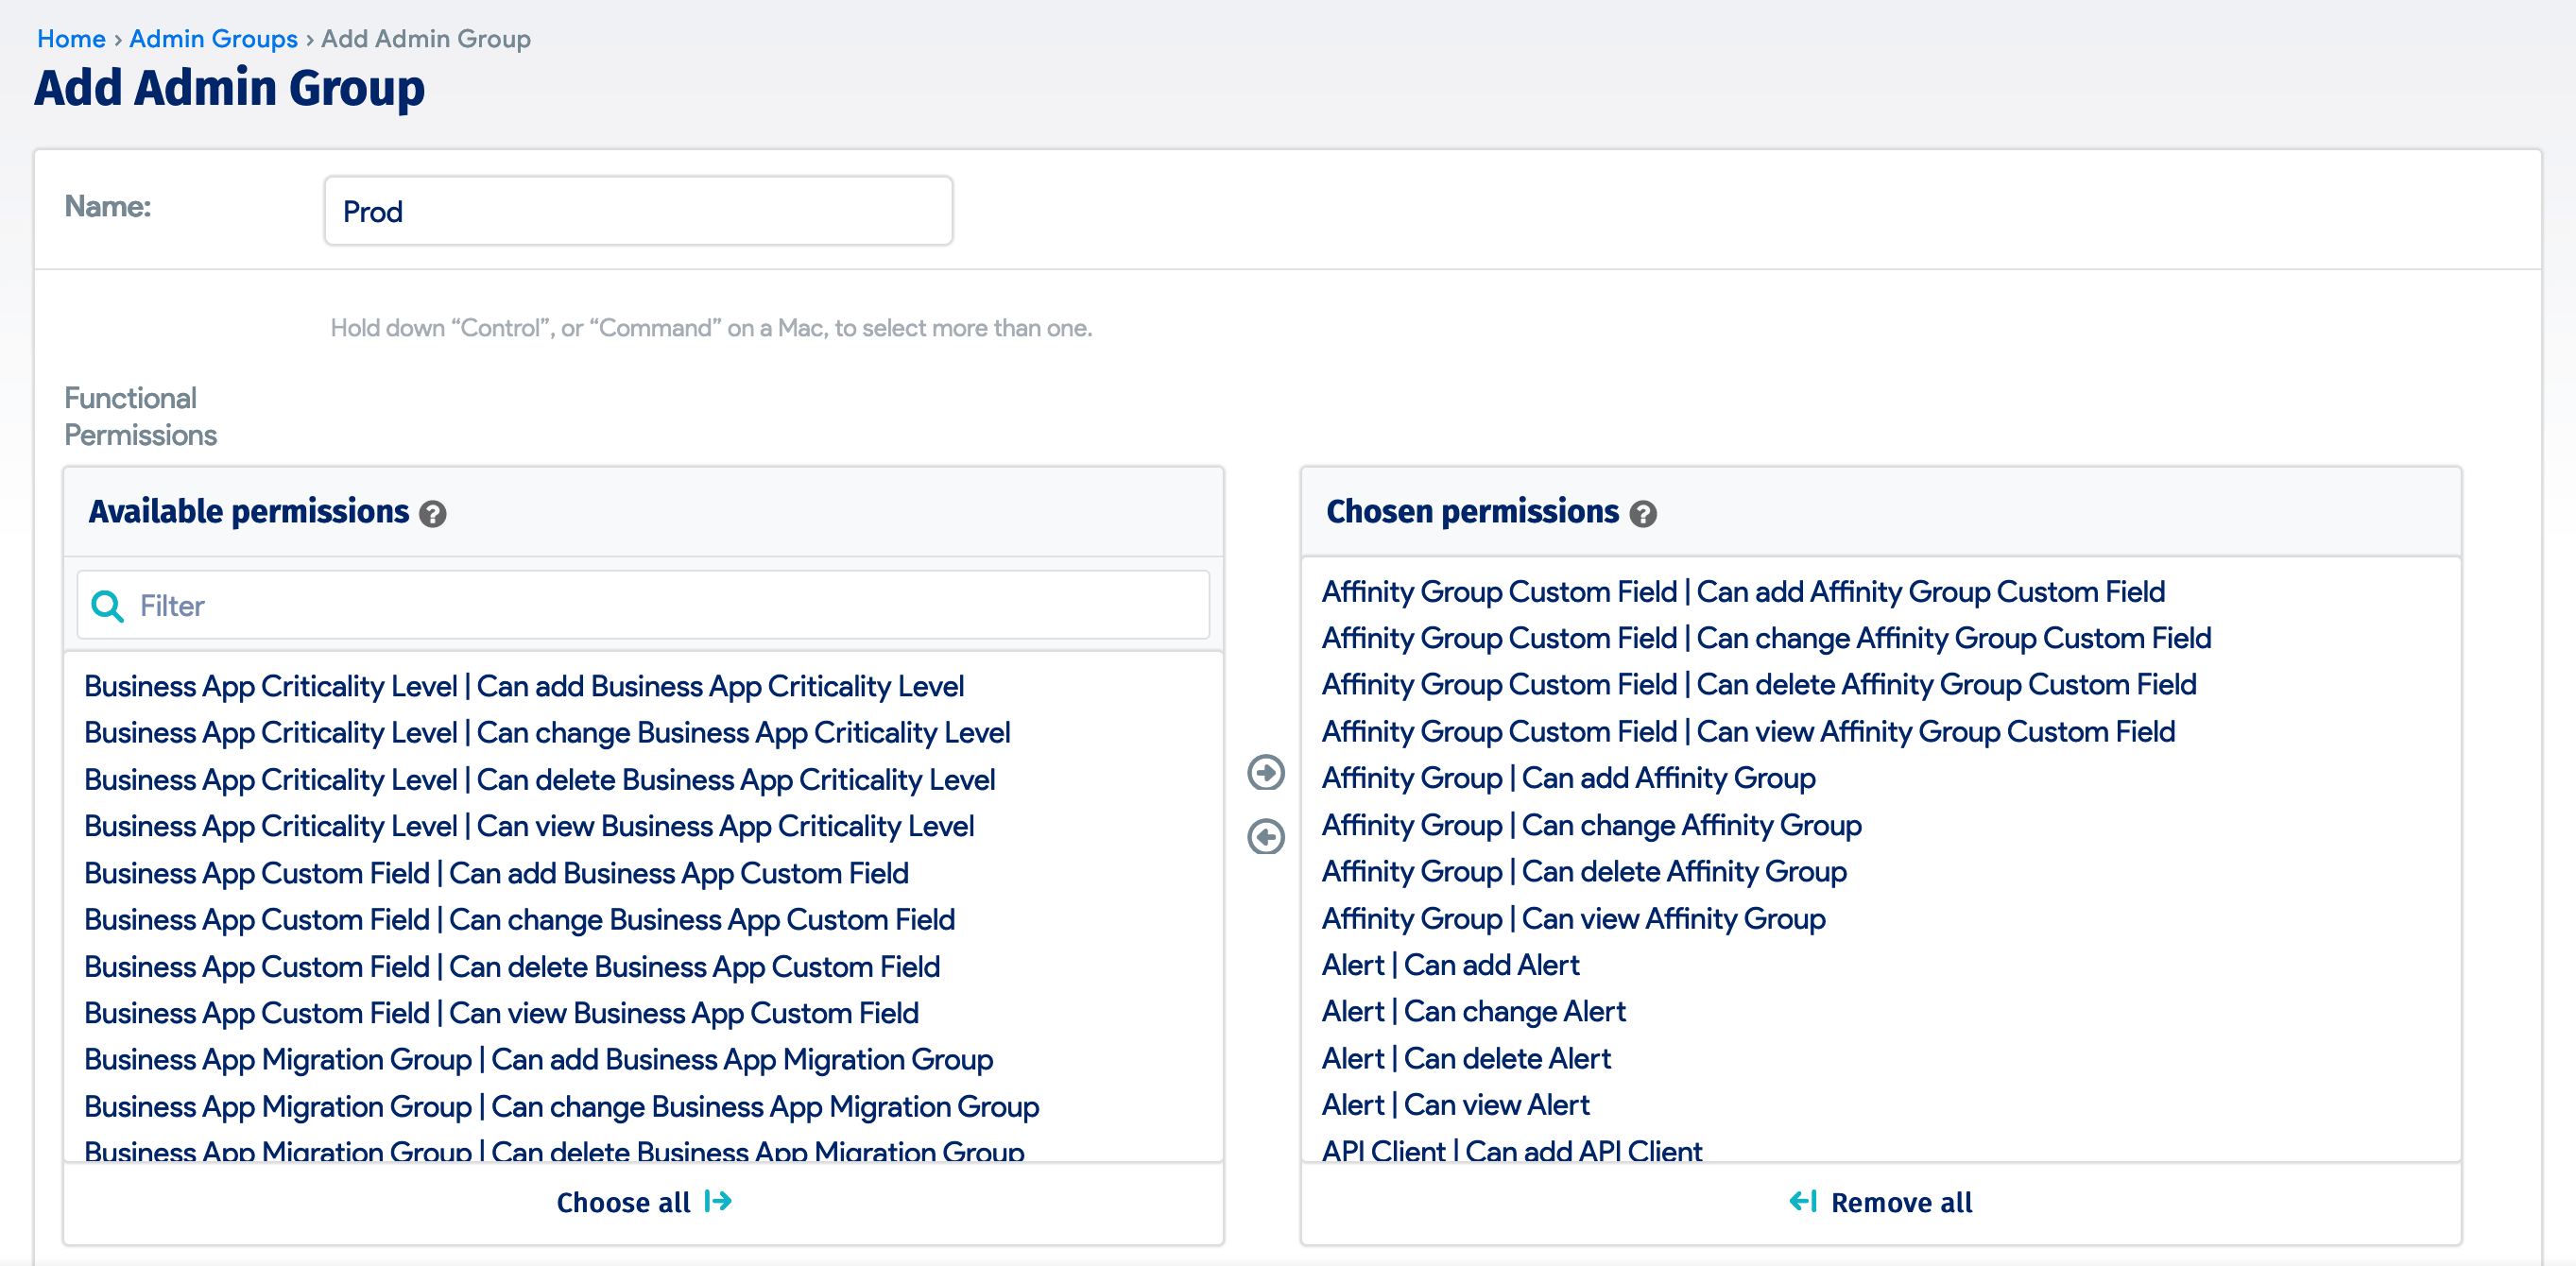 Home › Admin Groups › Add Admin Group
Add Admin Group
Name:
Prod
Hold down “Control”, or “Command” on a Mac, to select more than one.
Functional
Permissions
Available permissions ?
Filter
Business App Criticality Level | Can add Business App Criticality Level
Business App Criticality Level | Can change Business App Criticality Level
Business App Criticality Level | Can delete Business App Criticality Level
Business App Criticality Level | Can view Business App Criticality Level
Business App Custom Field | Can add Business App Custom Field
Business App Custom Field | Can change Business App Custom Field
Business App Custom Field | Can delete Business App Custom Field
Business App Custom Field | Can view Business App Custom Field
Business App Migration Group | Can add Business App Migration Group
Business App Migration Group | Can change Business App Migration Group
Business App Migration Group | Can delete Business App Migration Group
Choose all
Chosen permissions ?
Affinity Group Custom Field | Can add Affinity Group Custom Field
Affinity Group Custom Field | Can change Affinity Group Custom Field
Affinity Group Custom Field | Can delete Affinity Group Custom Field
Affinity Group Custom Field | Can view Affinity Group Custom Field
Affinity Group | Can add Affinity Group
Affinity Group | Can change Affinity Group
Affinity Group | Can delete Affinity Group
Affinity Group | Can view Affinity Group
Alert | Can add Alert
Alert | Can change Alert
Alert | Can delete Alert
Alert | Can view Alert
API Client | Can add API Client
Remove all